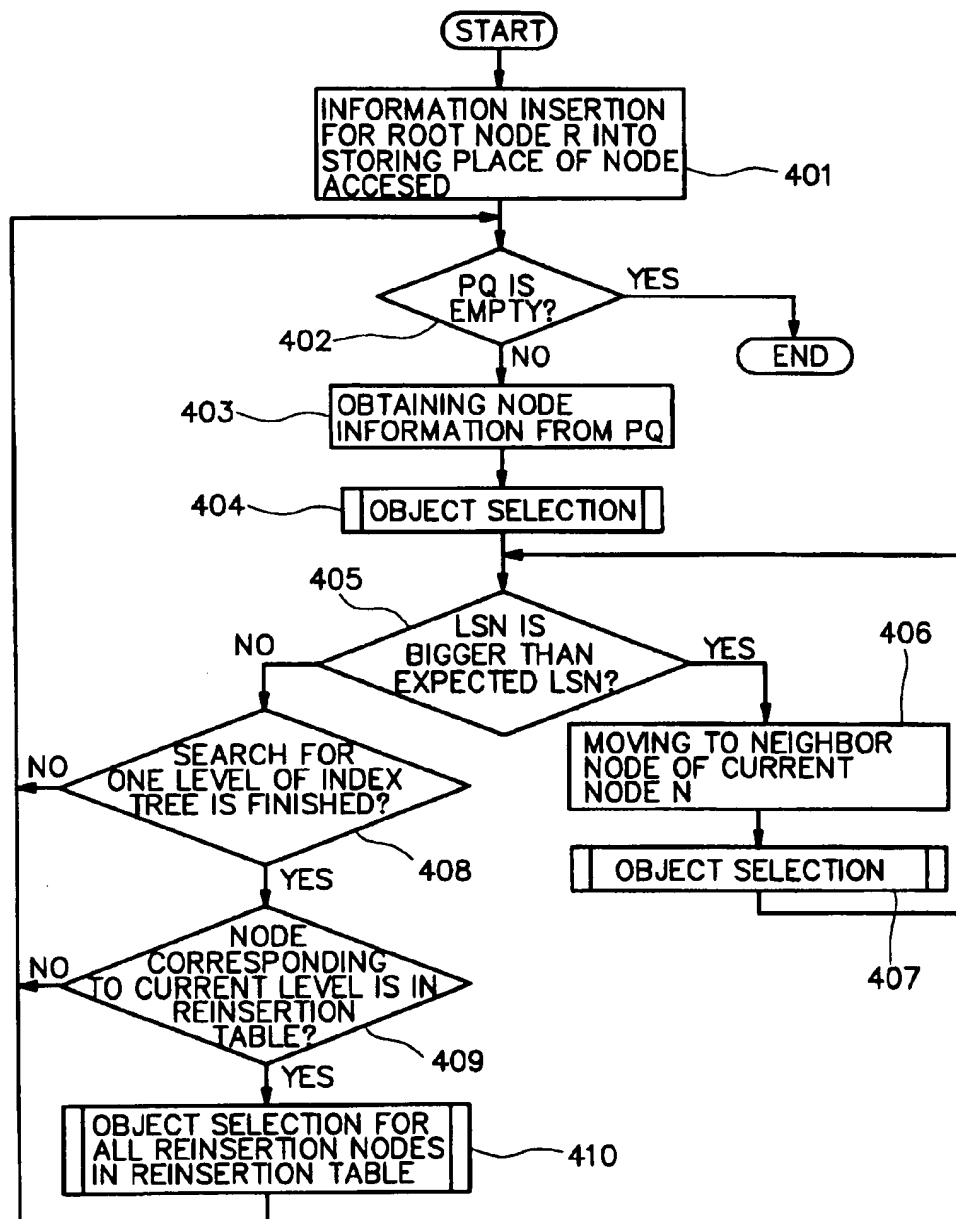 START
INFORMATION INSERTION
FOR ROOT NODE R INTO
STORING PLACE OF NODE
ACCESED
401
PQ IS
EMPTY?
YES
402
NO
END
403
OBTAINING NODE
INFORMATION FROM PQ
404
OBJECT SELECTION
405
LSN IS
BIGGER THAN
EXPECTED LSN?
NO
YES
406
MOVING TO NEIGHBOR
NODE OF CURRENT
NODE N
SEARCH FOR
ONE LEVEL OF INDEX
TREE IS FINISHED?
NO
408
YES
OBJECT SELECTION
407
NODE
CORRESPONDING
TO CURRENT LEVEL IS IN
REINSERTION
TABLE?
NO
409
YES
OBJECT SELECTION FOR
ALL REINSERTION NODES
IN REINSERTION TABLE
410